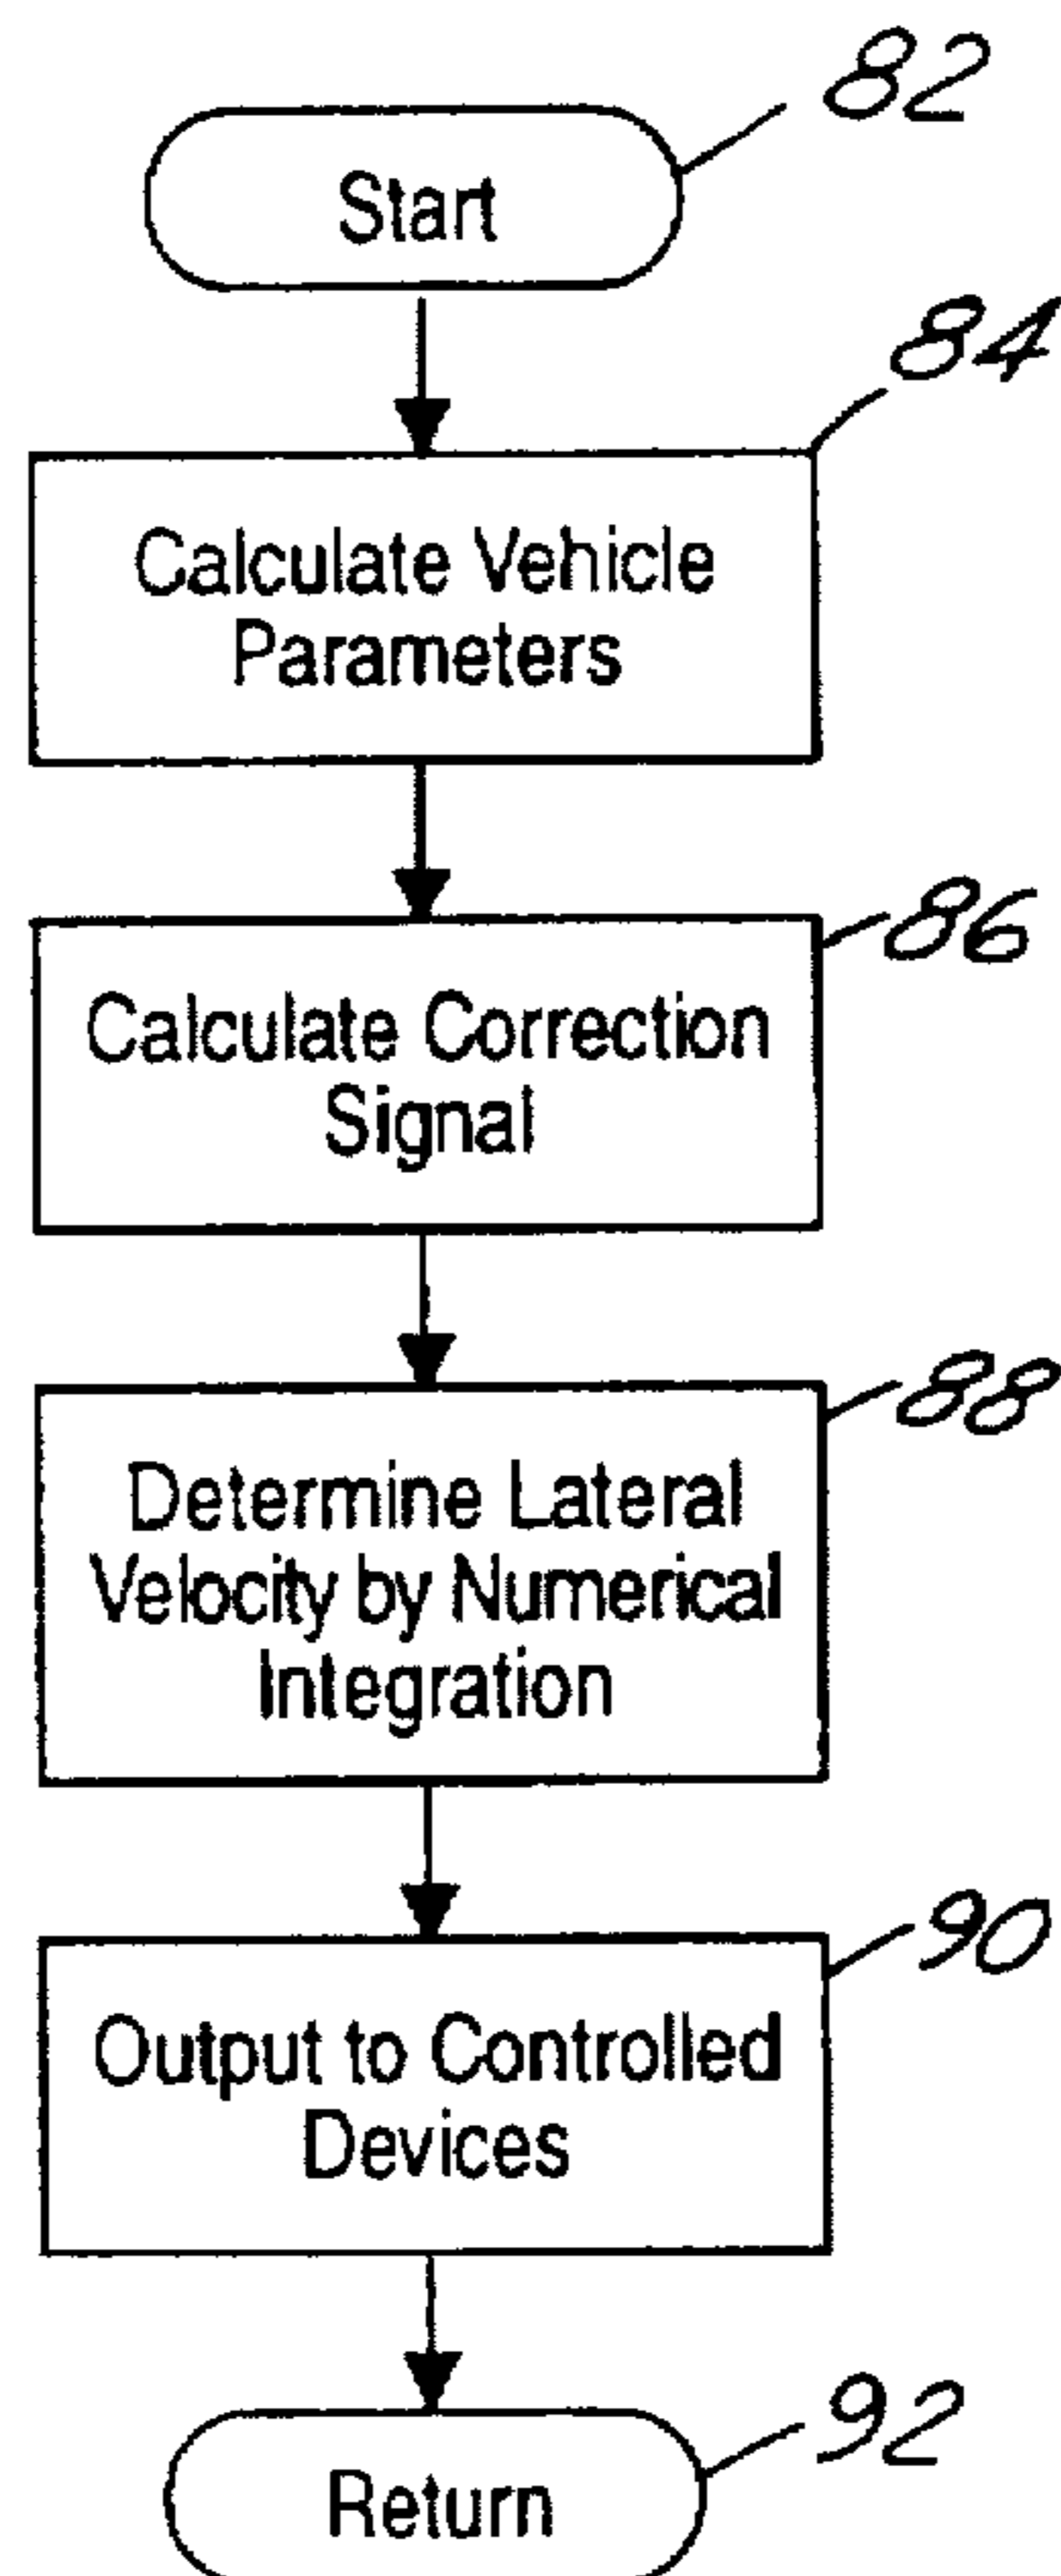 82
Start
84
Calculate Vehicle
Parameters
86
Calculate Correction
Signal
88
Determine Lateral
Velocity by Numerical
Integration
90
Output to Controlled
Devices
92
Return